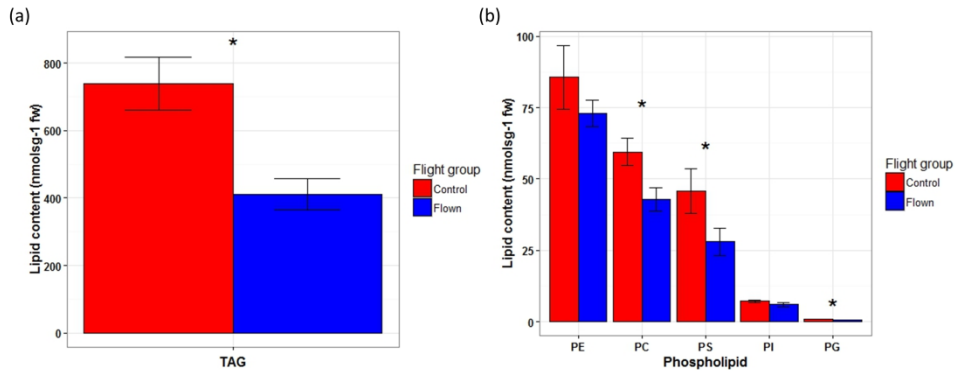 (a)
*
800
600
400
200
0
Lipid content (nmolsg-1 fw)
TAG
Flight group
Control
Flown
(b)
100
75
50
25
0
Lipid content (nmolsg-1 fw)
*
*
*
PE PC PS PI PG
Phospholipid
Flight group
Control
Flown